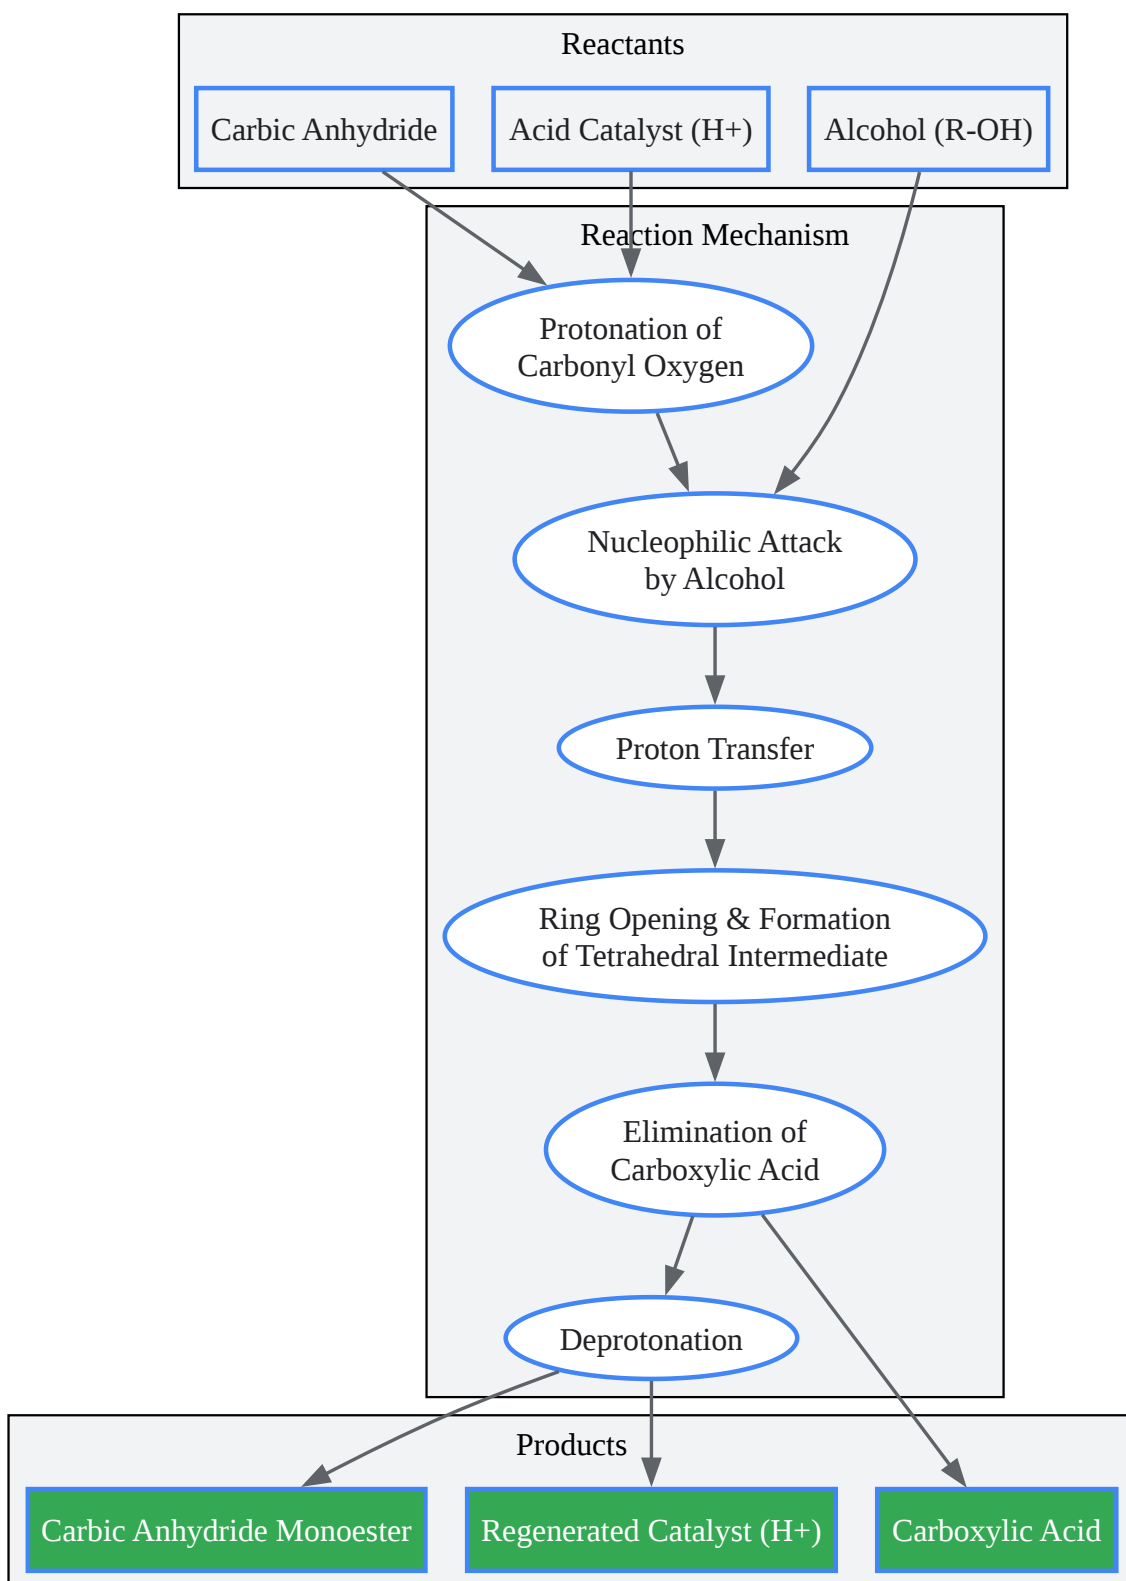 Reactants
Carbic Anhydride
Acid Catalyst (H+)
Alcohol (R-OH)
Reaction Mechanism
Protonation of
Carbonyl Oxygen
Nucleophilic Attack
by Alcohol
Proton Transfer
Ring Opening & Formation
of Tetrahedral Intermediate
Elimination of
Carboxylic Acid
Deprotonation
Products
Carbic Anhydride Monoester
Regenerated Catalyst (H+)
Carboxylic Acid